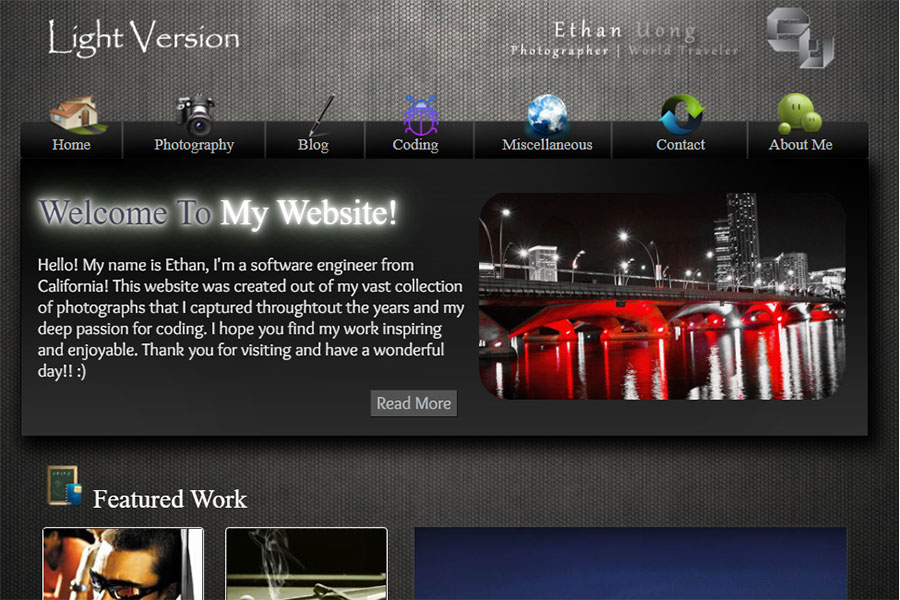 Light Version
Ethan Uong
Photographer | World Traveler
Home
Photography
Blog
Coding
Miscellaneous
Contact
About Me
Welcome To My Website!
Hello! My name is Ethan, I'm a software engineer from
California! This website was created out of my vast collection
of photographs that I captured throughtout the years and my
deep passion for coding. I hope you find my work inspiring
and enjoyable. Thank you for visiting and have a wonderful
day!! :)
Read More
Featured Work